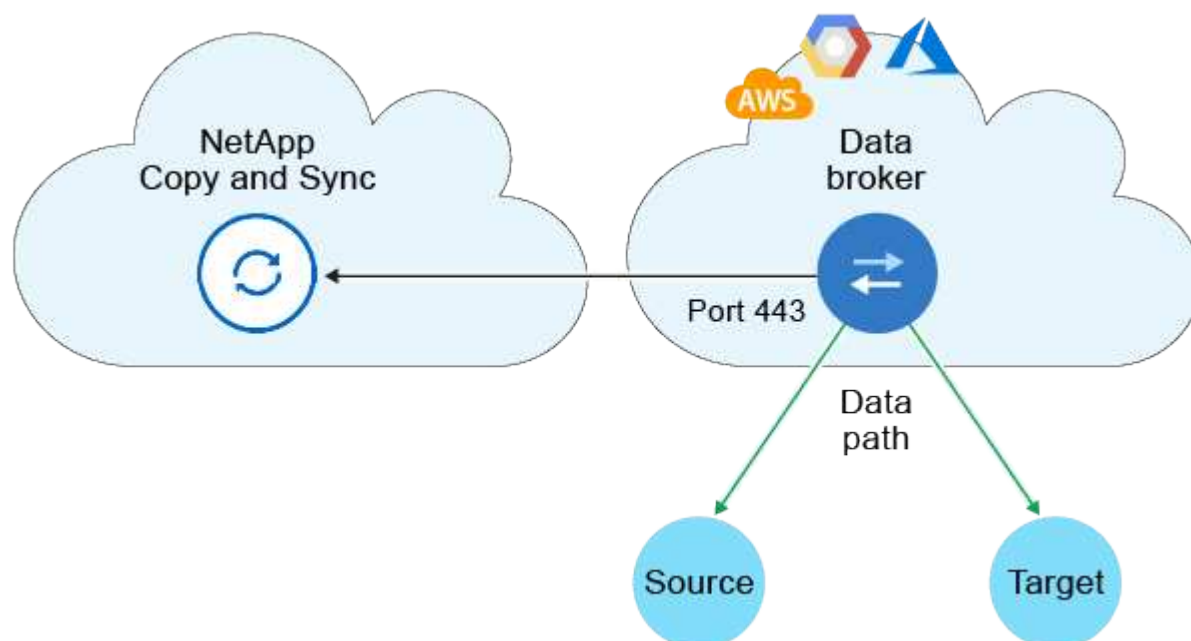 AWS
NetApp
Copy and Sync
Data
broker
Port 443
Data
path
Source
Target